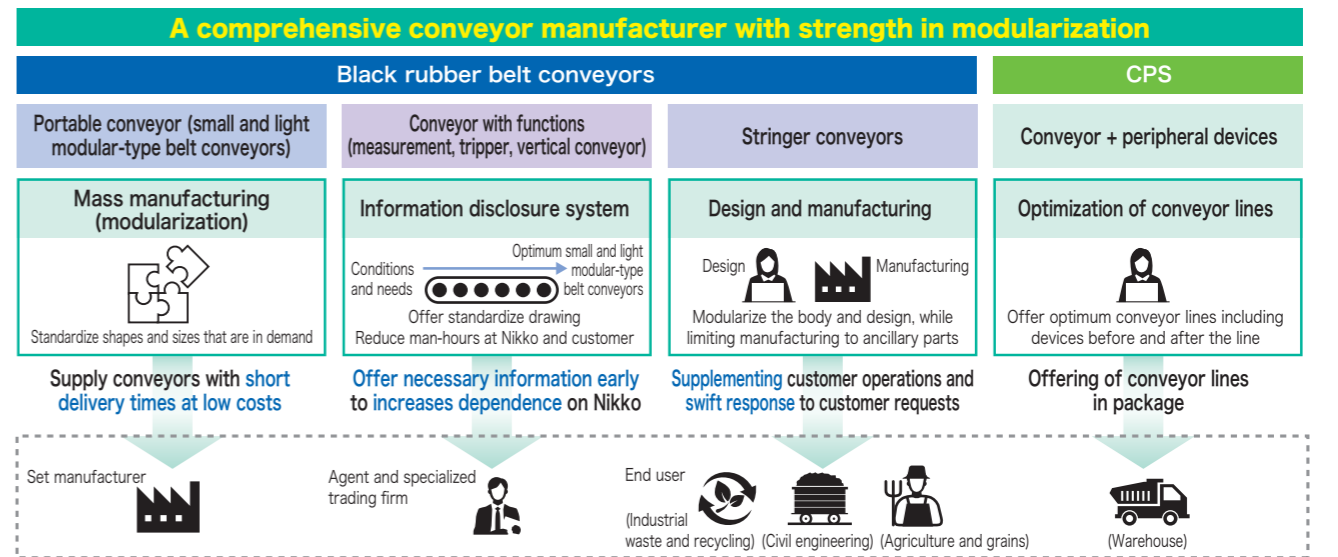 A comprehensive conveyor manufacturer with strength in modularization
Black rubber belt conveyors
CPS
Portable conveyor (small and light
modular-type belt conveyors)
Conveyor with functions
(measurement, tripper, vertical conveyor)
Stringer conveyors
Conveyor + peripheral devices
Mass manufacturing
(modularization)
Standardize shapes and sizes that are in demand
Information disclosure system
Conditions
and needs
Optimum small and light
modular-type
belt conveyors
Offer standardize drawing
Reduce man-hours at Nikko and customer
Design and manufacturing
Design
Manufacturing
Modularize the body and design, while
limiting manufacturing to ancillary parts
Optimization of conveyor lines
Offer optimum conveyor lines including
devices before and after the line
Supply conveyors with short
delivery times at low costs
Offer necessary information early
to increases dependence on Nikko
Supplementing customer operations and
swift response to customer requests
Offering of conveyor lines
in package
Set manufacturer
Agent and specialized
trading firm
End user
(Industrial
waste and recycling)
(Civil engineering)
(Agriculture and grains)
(Warehouse)